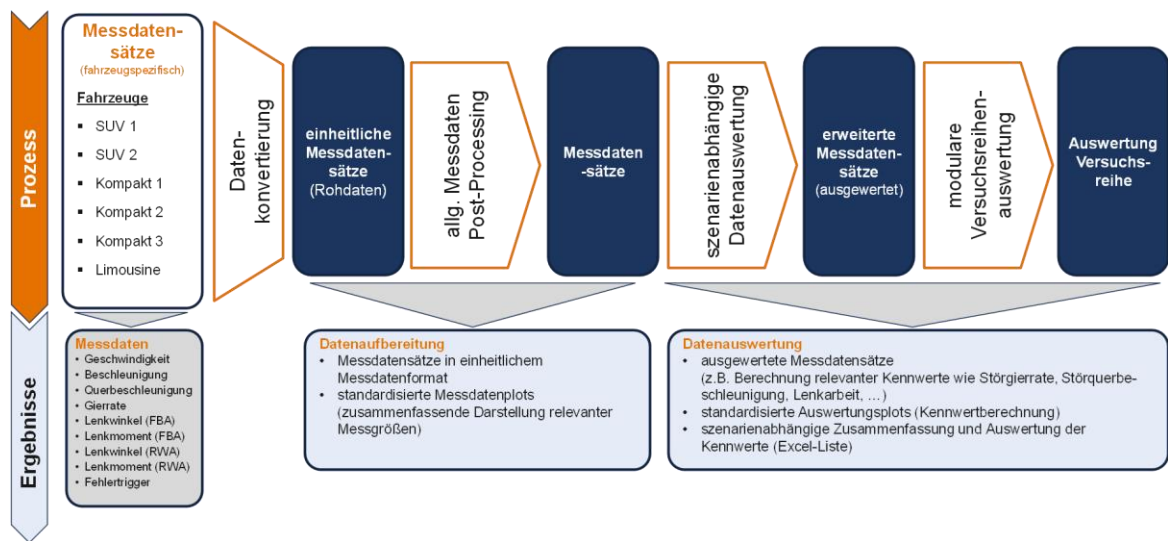 Prozess
Messdaten-
sätze
(fahrzeugspezifisch)
Fahrzeuge
▪ SUV 1
▪ SUV 2
▪ Kompakt 1
▪ Kompakt 2
▪ Kompakt 3
▪ Limousine
Daten-
konvertierung
einheitliche
Messdaten-
sätze
(Rohdaten)
allg. Messdaten
Post-Processing
Messdaten
-sätze
szenarienabhängige
Datenauswertung
erweiterte
Messdaten-
sätze
(ausgewertet)
modulare
Versuchsreihen-
auswertung
Auswertung
Versuchs-
reihe
Ergebnisse
Messdaten
• Geschwindigkeit
• Beschleunigung
• Querbeschleunigung
• Gierrate
• Lenkwinkel (FBA)
• Lenkmoment (FBA)
• Lenkwinkel (RWA)
• Lenkmoment (RWA)
• Fehlertrigger
Datenaufbereitung
• Messdatensätze in einheitlichem
Messdatenformat
• standardisierte Messdatenplots
(zusammenfassende Darstellung relevanter
Messgrößen)
Datenauswertung
• ausgewertete Messdatensätze
(z.B. Berechnung relevanter Kennwerte wie Störgierrate, Störquerbe-
schleunigung, Lenkarbeit, ...)
• standardisierte Auswertungsplots (Kennwertberechnung)
• szenarienabhängige Zusammenfassung und Auswertung der
Kennwerte (Excel-Liste)